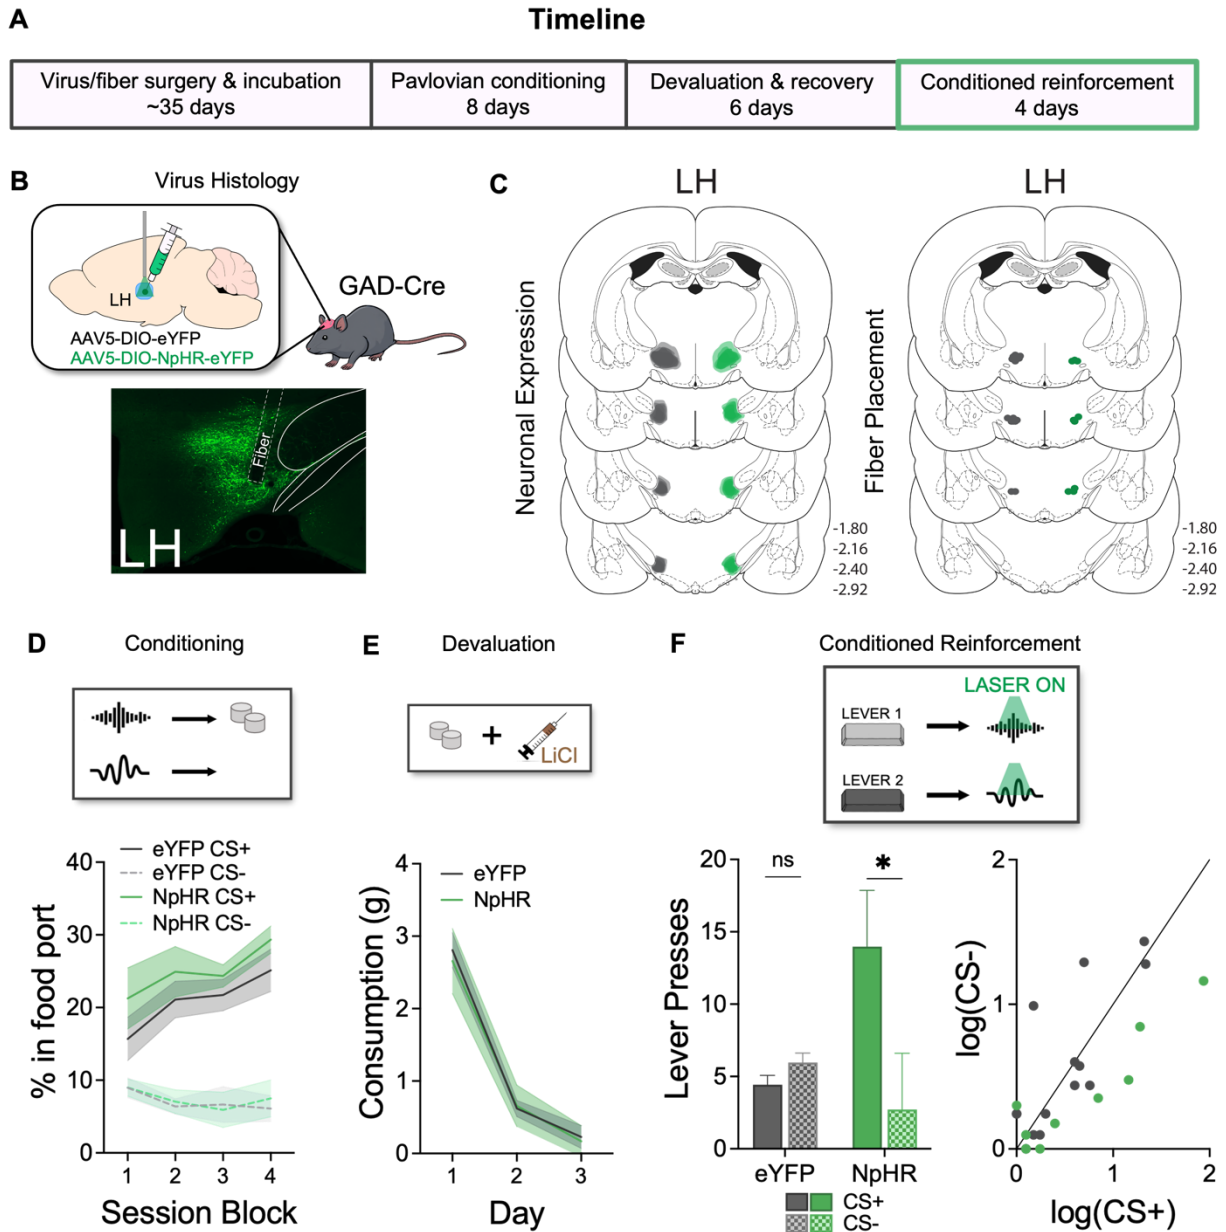 A
Timeline
Virus/fiber surgery & incubation
~35 days
Pavlovian conditioning
8 days
Devaluation & recovery
6 days
Conditioned reinforcement
4 days
B
Virus Histology
LH
AAV5-DIO-eYFP
AAV5-DIO-NpHR-eYFP
GAD-Cre
Fiber
LH
C
LH
LH
Neuronal Expression
Fiber Placement
-1.80
-2.16
-2.40
-2.92
-1.80
-2.16
-2.40
-2.92
D
Conditioning
eYFP CS+
eYFP CS-
NpHR CS+
NpHR CS-
% in food port
40
30
20
10
0
1 2 3 4
Session Block
E
Devaluation
+
LiCl
eYFP
NpHR
Consumption (g)
4
3
2
1
0
1 2 3
Day
F
Conditioned Reinforcement
LASER ON
LEVER 1
LEVER 2
Lever Presses
20
15
10
5
0
ns
*
eYFP NpHR
CS+
CS-
log(CS-)
2
1
0
0 1 2
log(CS+)